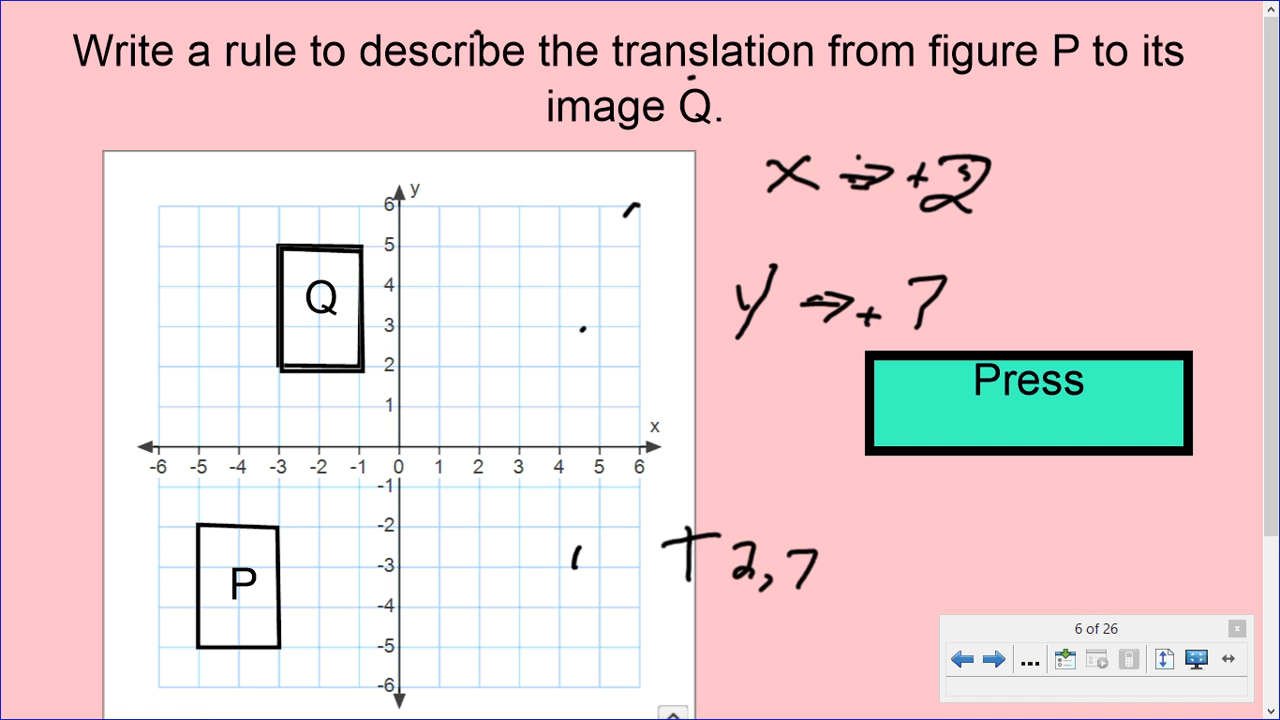 Write a rule to describe the translation from figure P to its
image Q.
x ⇒ +2
y ⇒ + 7
Press
y
6
5
Q
4
3
2
1
x
-6 -5 -4 -3 -2 -1 0 1 2 3 4 5 6
-1
-2
-3
P
-4
-5
-6
T 2,7
6 of 26
x
...